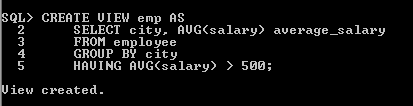 SQL> CREATE VIEW emp AS
  2      SELECT city, AVG(salary) average_salary
  3      FROM employee
  4      GROUP BY city
  5      HAVING AVG(salary) > 500;
View created.